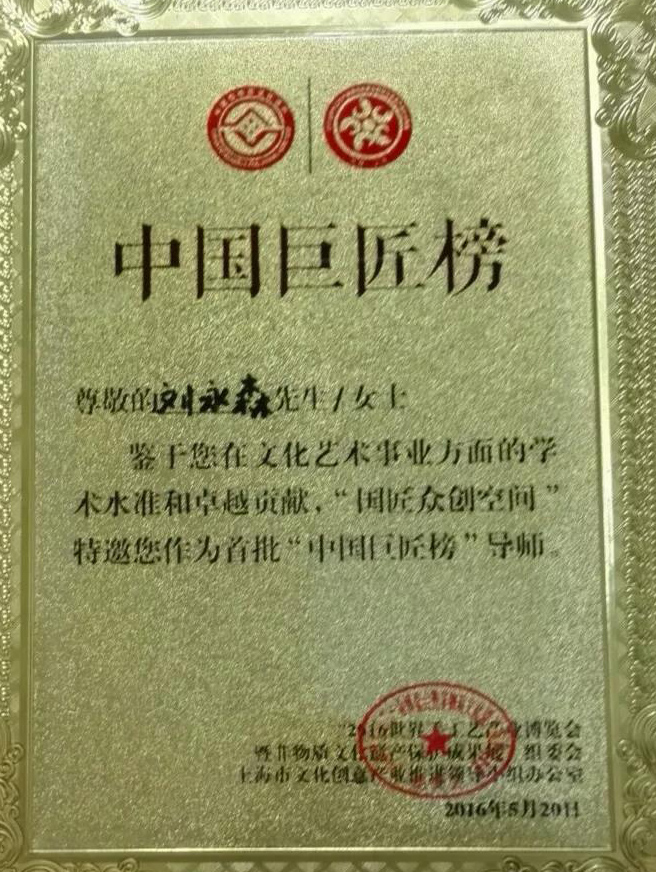 中国巨匠榜
尊敬的刘永森先生/女士
鉴于您在文化艺术事业方面的学
术水准和卓越贡献，“国匠众创空间”
特邀您作为首批“中国巨匠榜”导师。
“2016世界手工艺产业博览会
暨非物质文化遗产保护成果展”组委会
上海市文化创意产业推进领导小组办公室
2016年5月20日